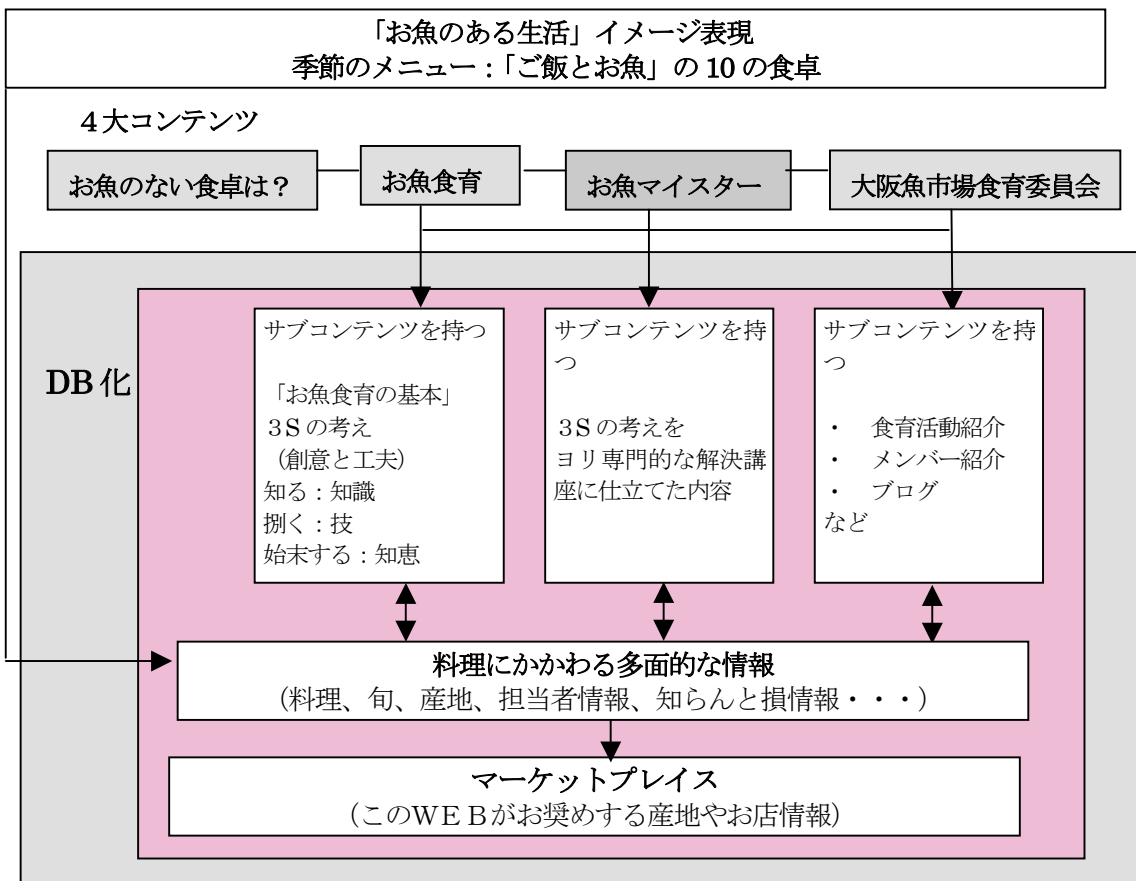 「お魚のある生活」イメージ表現
季節のメニュー：「ご飯とお魚」の10の食卓
４大コンテンツ
お魚のない食卓は？
お魚食育
お魚マイスター
大阪魚市場食育委員会
DB化
サブコンテンツを持つ
「お魚食育の基本」
３Sの考え
（創意と工夫）
知る：知識
捌く：技
始末する：知恵
サブコンテンツを持
つ
３Sの考えを
ヨリ専門的な解決講
座に仕立てた内容
サブコンテンツを持
つ
・　食育活動紹介
・　メンバー紹介
・　ブログ
など
料理にかかわる多面的な情報
（料理、旬、産地、担当者情報、知らんと損情報・・・）
マーケットプレイス
（このＷＥＢがお奨めする産地やお店情報）